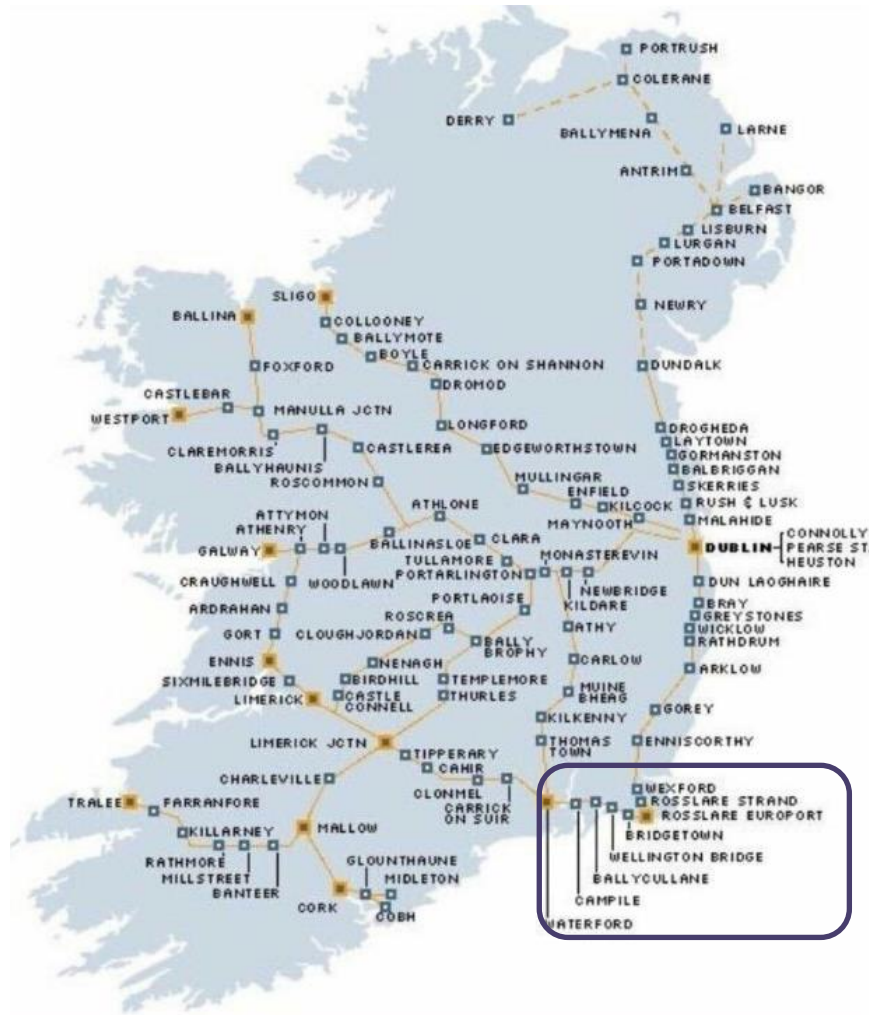 PORTRUSH
COLERANE
DERRY
BALLYMENA
LARNE
ANTRIM
BANGOR
BELFAST
LISBURN
LURGAN
PORTADOWN
NEWRY
SLIGO
BALLINA
COLLOONEY
BALLYMOTE
BOYLE
CARRICK ON SHANNON
FOXFORD
DUNDALK
DROMOD
CASTLEBAR
WESTPORT
MANULLA JCTN
LONGFORD
DROGHEDA
LAYTOWN
CLAREMORRIS
CASTLEREA
EDGEWORTHSTOWN
GORMANSTON
BALLYHAUNIS
BALBRIGGAN
ROSCOMMON
MULLINGAR
SKERRIES
ENFIELD
RUSH & LUSK
ATHLONE
KILCOCK
ATTYMON
MAYNOOTH
MALAHIDE
ATHENRY
CONNOLLY
GALWAY
BALLINASLOE
CLARA
DUBLIN
PEARSE ST.
MONASTEREVIN
HEUSTON
TULLAMORE
CRAUGHWELL
WOODLAWN
PORTARLINGTON
DUN LAOGHAIRE
NEWBRIDGE
PORTLAOISE
KILDARE
BRAY
ARDRAHAN
ROSCREA
GREYSTONES
GORT
CLOUGHJORDAN
ATHY
WICKLOW
BALLY
BROPHY
RATHDRUM
ENNIS
NENAGH
CARLOW
ARKLOW
SIXMILEBRIDGE
BIRDHILL
TEMPLEMORE
MUINE
BHEAG
LIMERICK
CASTLE
CONNELL
THURLES
GOREY
KILKENNY
LIMERICK JCTN
THOMAS
TOWN
ENNISCORTHY
TIPPERARY
CAHIR
CHARLEVILLE
CLONMEL
WEXFORD
TRALEE
FARRANFORE
CARRICK
ON SUIR
ROSSLARE STRAND
ROSSLARE EUROPORT
KILLARNEY
MALLOW
BRIDGETOWN
RATHMORE
GLOUNTHAUNE
WELLINGTON BRIDGE
MILLSTREET
MIDLETON
BALLYCULLANE
BANTEER
CAMPILE
CORK
COBH
WATERFORD